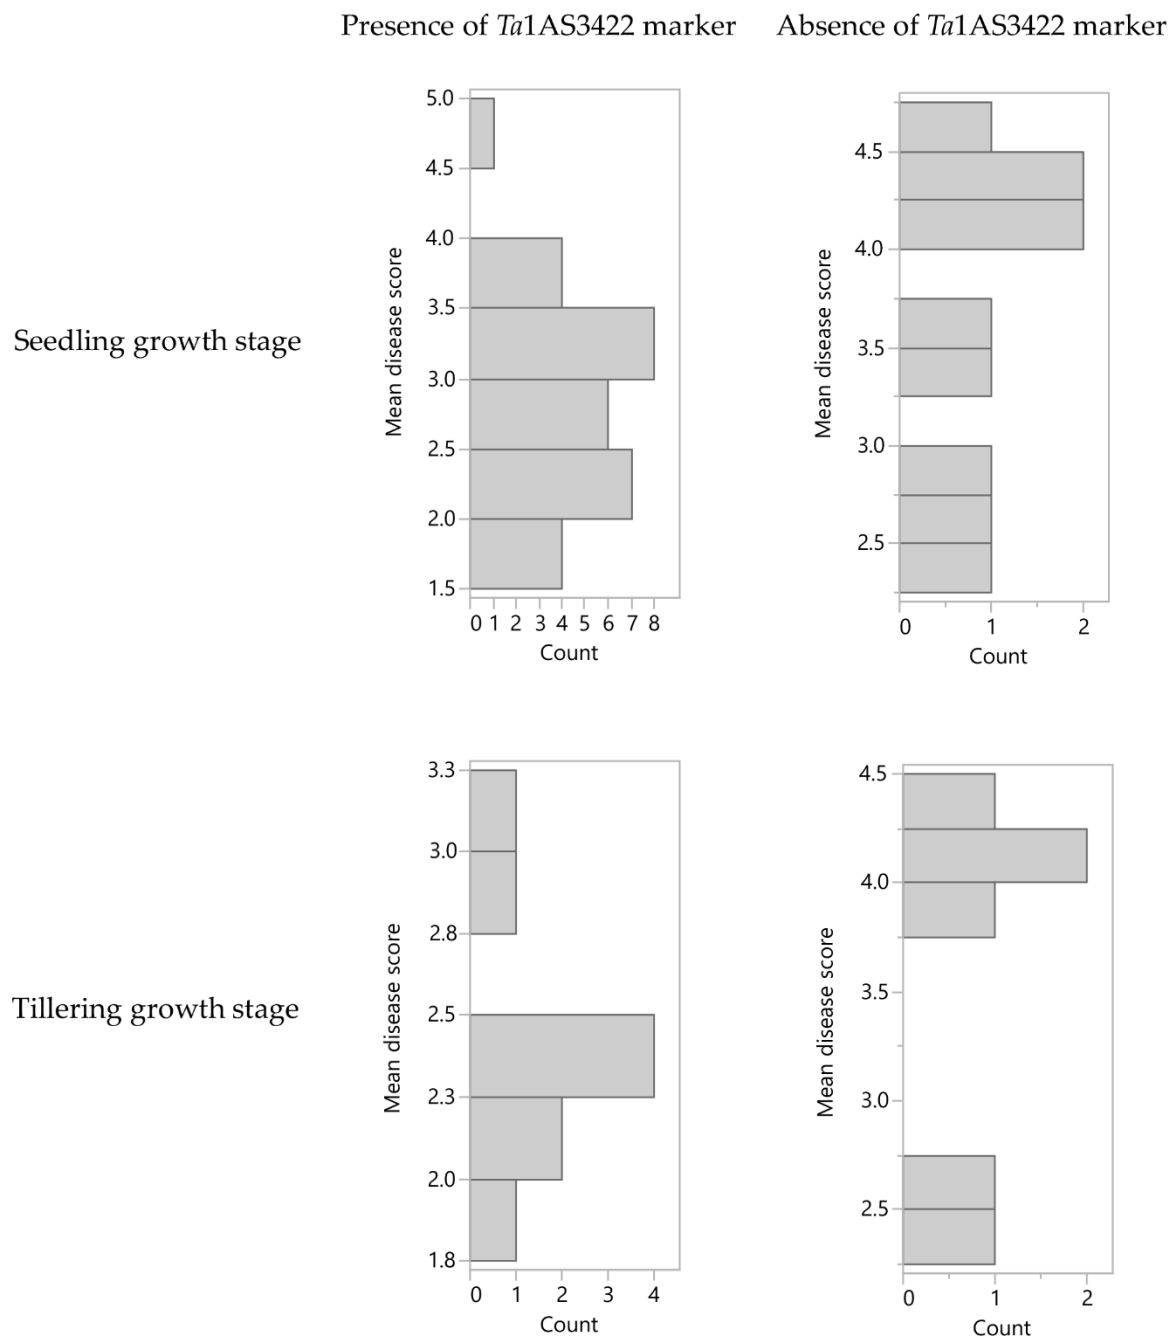 Presence of Ta1AS3422 marker
Absence of Ta1AS3422 marker
Seedling growth stage
Mean disease score
5.0
4.5
4.0
3.5
3.0
2.5
2.0
1.5
0 1 2 3 4 5 6 7 8
Count
Mean disease score
4.5
4.0
3.5
3.0
2.5
0 1 2
Count
Tillering growth stage
Mean disease score
3.3
3.0
2.8
2.5
2.3
2.0
1.8
0 1 2 3 4
Count
Mean disease score
4.5
4.0
3.5
3.0
2.5
0 1 2
Count